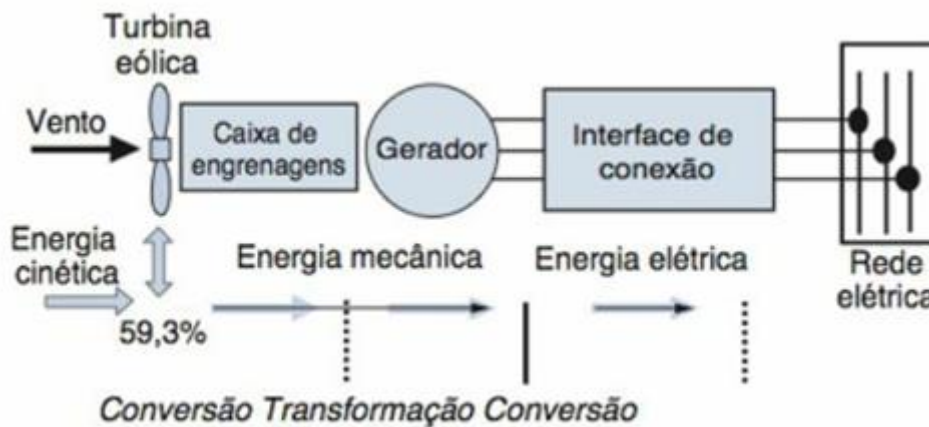 Turbina
eólica
Vento
Caixa de
engrenagens
Gerador
Interface de
conexão
Energia
cinética
Energia mecânica
Energia elétrica
Rede
elétrica
59,3%
Conversão Transformação Conversão